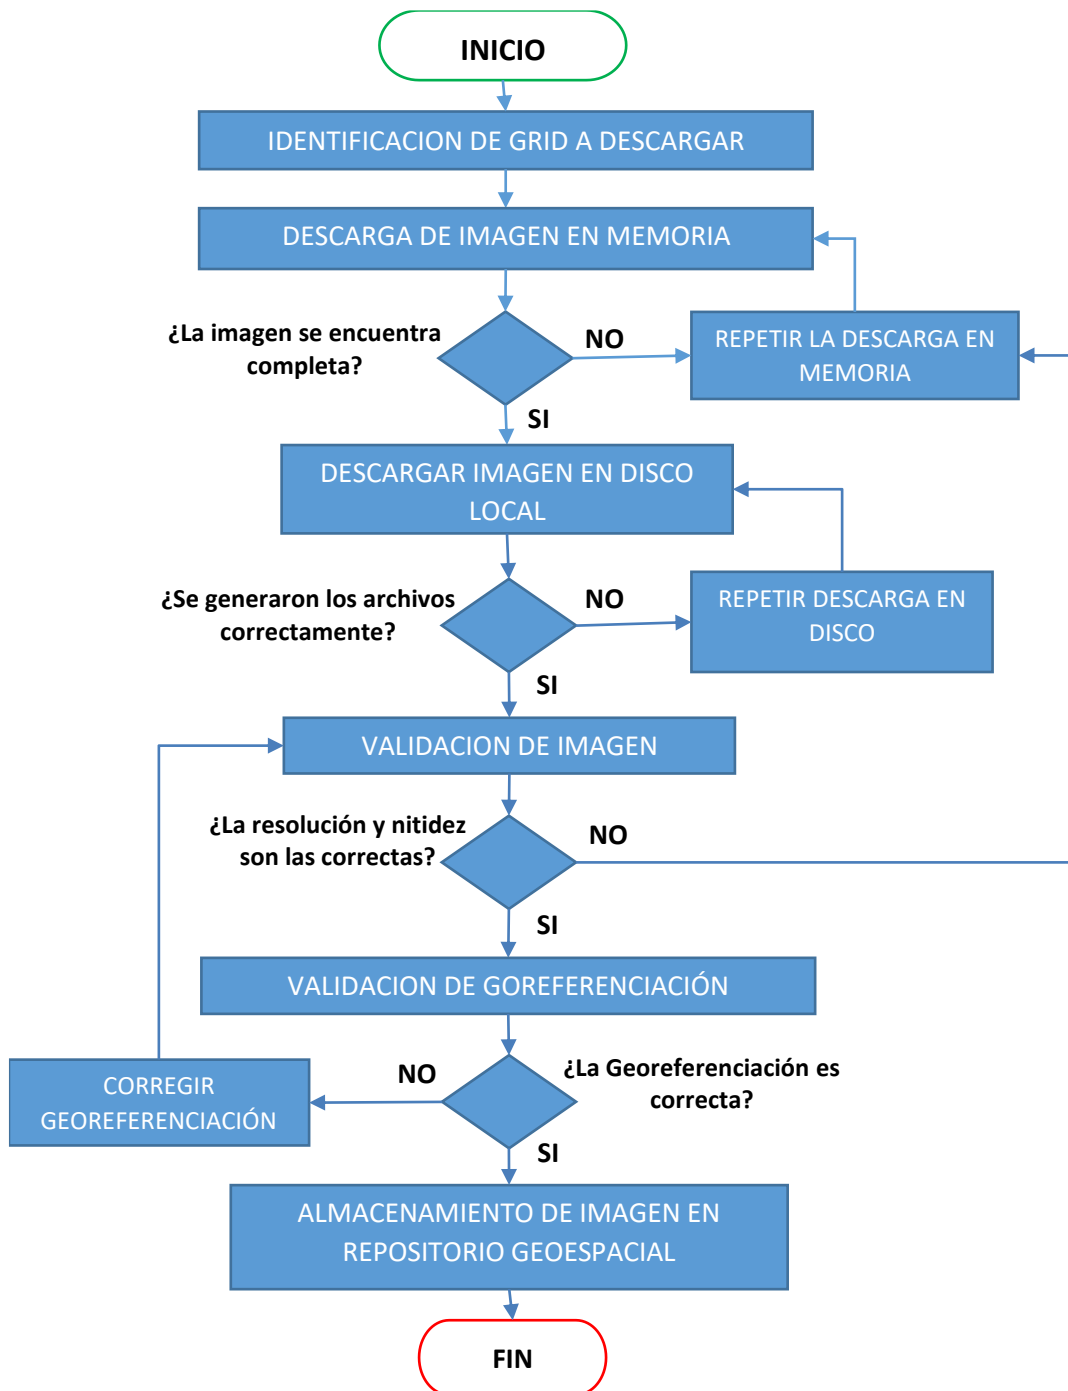 INICIO
IDENTIFICACION DE GRID A DESCARGAR
DESCARGA DE IMAGEN EN MEMORIA
¿La imagen se encuentra
completa?
NO
REPETIR LA DESCARGA EN
MEMORIA
SI
DESCARGAR IMAGEN EN DISCO
LOCAL
¿Se generaron los archivos
correctamente?
NO
REPETIR DESCARGA EN
DISCO
SI
VALIDACION DE IMAGEN
¿La resolución y nitidez
son las correctas?
NO
SI
VALIDACION DE GOREFERENCIACIÓN
¿La Georeferenciación es
correcta?
NO
CORREGIR
GEOREFERENCIACIÓN
SI
ALMACENAMIENTO DE IMAGEN EN
REPOSITORIO GEOESPACIAL
FIN